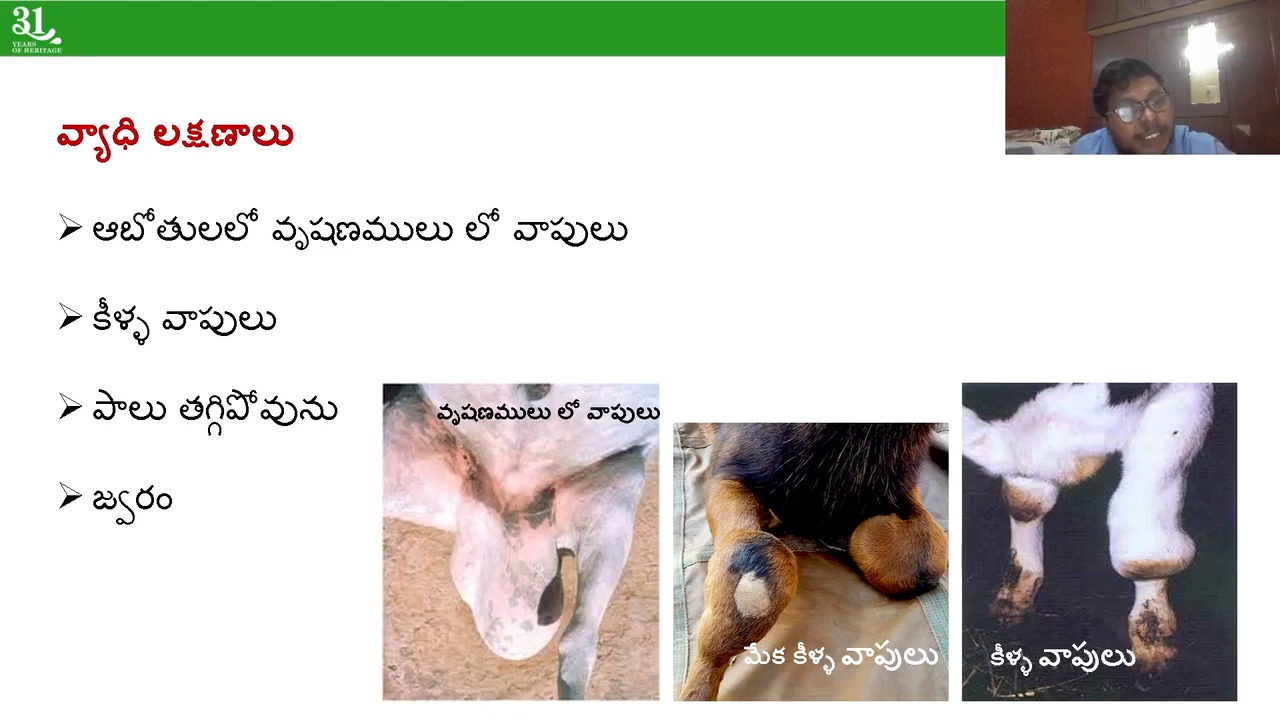 31
YEARS
OF HERITAGE
వ్యాధి లక్షణాలు
ఆబోతులలో వృషణములు లో వాపులు
కీళ్ళ వాపులు
పాలు తగ్గిపోవును
జ్వరం
వృషణములు లో వాపులు
మేక కీళ్ళ వాపులు
కీళ్ళ వాపులు